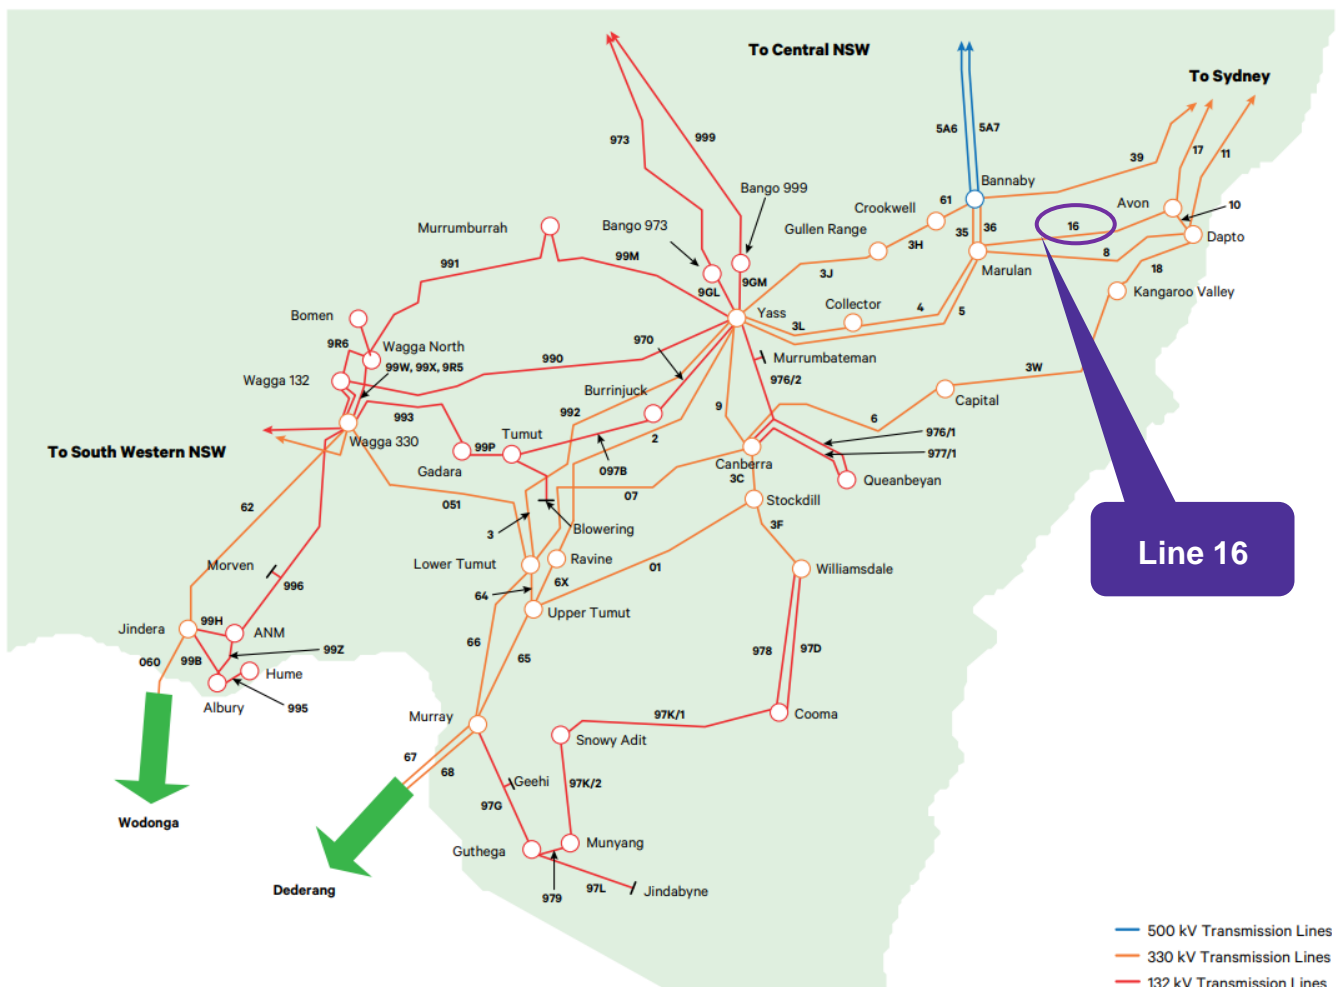 To Central NSW
To Sydney
5A6
5A7
39
17
11
973
999
Bango 999
Bannaby
61
Crookwell
Avon
10
Murrumburrah
Bango 973
Gullen Range
35
36
16
Dapto
3H
8
991
99M
3J
Marulan
18
9GL
9GM
Kangaroo Valley
Collector
4
5
Bomen
Yass
3L
9R6
Wagga North
970
990
Murrumbateman
99W, 99X, 9R5
976/2
3W
Wagga 132
Burrinjuck
Capital
993
992
9
6
2
976/1
To South Western NSW
Wagga 330
Tumut
99P
977/1
Gadara
097B
Canberra
3C
Queanbeyan
07
Stockdill
62
051
3
Blowering
3F
Line 16
Morven
Lower Tumut
Ravine
01
Williamsdale
996
64
6X
Upper Tumut
Jindera
99H
ANM
66
060
99B
99Z
65
978
97D
Hume
Albury
995
Murray
97K/1
Cooma
Snowy Adit
67
68
Geehi
97K/2
97G
Wodonga
Guthega
Munyang
Dederang
979
97L
Jindabyne
500 kV Transmission Lines
330 kV Transmission Lines
132 kV Transmission Lines